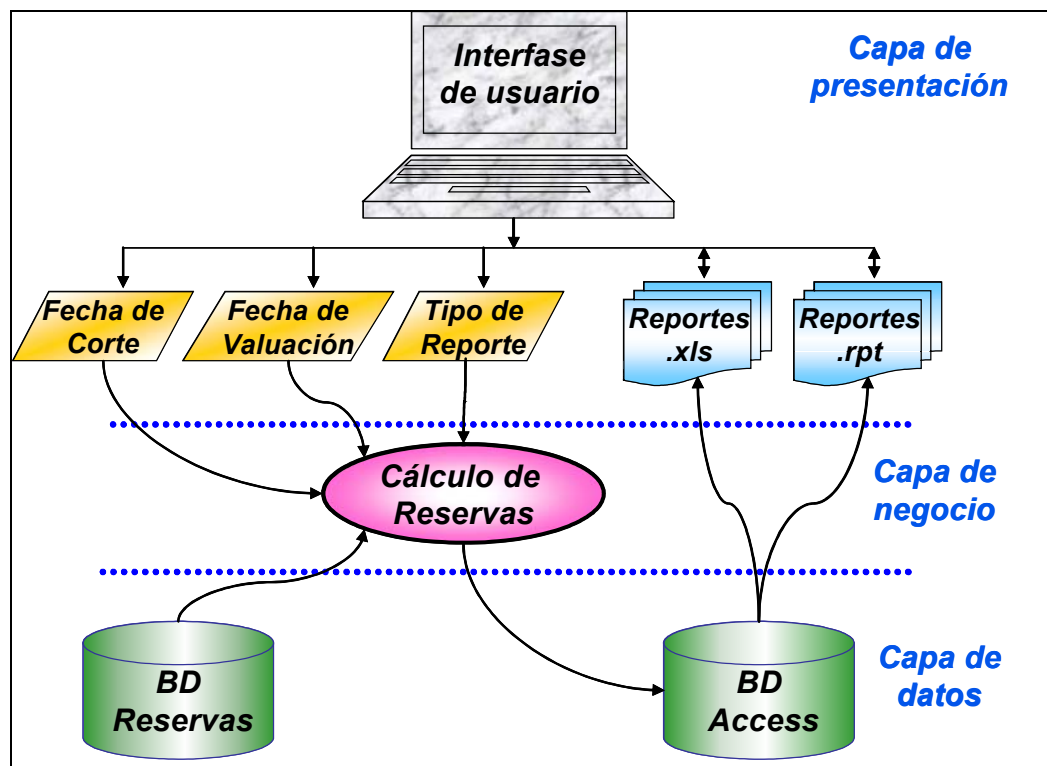 Interfase
de usuario
Capa de
presentación
Fecha de
Corte
Fecha de
Valuación
Tipo de
Reporte
Reportes
.xls
Reportes
.rpt
Cálculo de
Reservas
Capa de
negocio
BD
Reservas
BD
Access
Capa de
datos